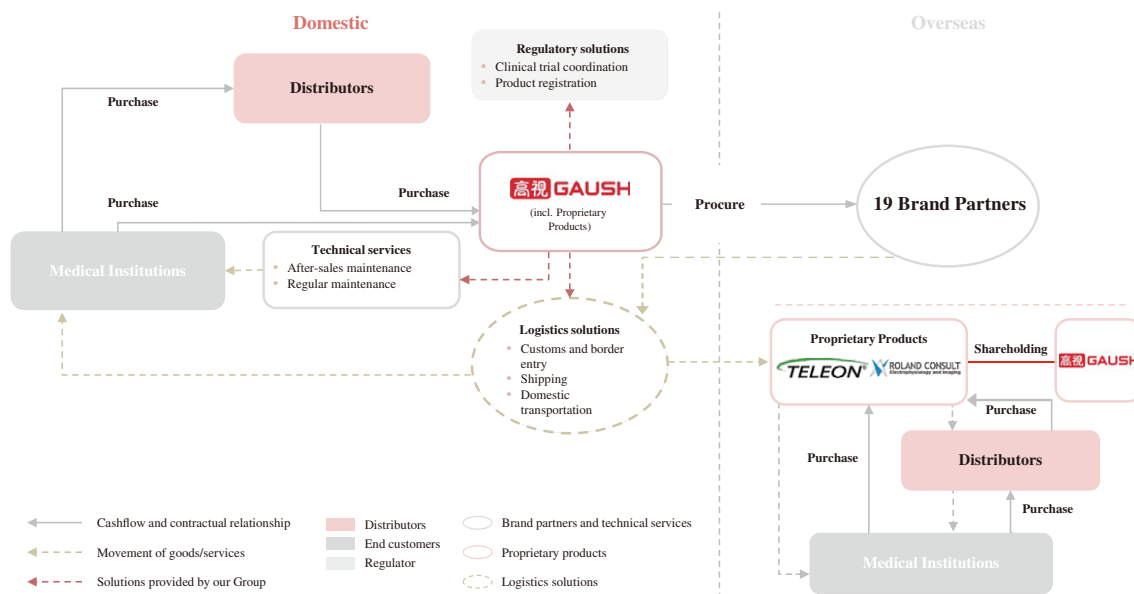 Domestic
Overseas
Regulatory solutions
• Clinical trial coordination
• Product registration
Distributors
Purchase
Purchase
Purchase
高視 GAUSH
(incl. Proprietary
Products)
Procure
19 Brand Partners
Medical Institutions
Technical services
• After-sales maintenance
• Regular maintenance
Logistics solutions
• Customs and border
entry
• Shipping
• Domestic
transportation
Proprietary Products
TELEON®
ROLAND CONSULT
Electrophysiology and Imaging
Shareholding
高視 GAUSH
Purchase
Purchase
Distributors
Purchase
Medical Institutions
Cashflow and contractual relationship
Movement of goods/services
Solutions provided by our Group
Distributors
End customers
Regulator
Brand partners and technical services
Proprietary products
Logistics solutions